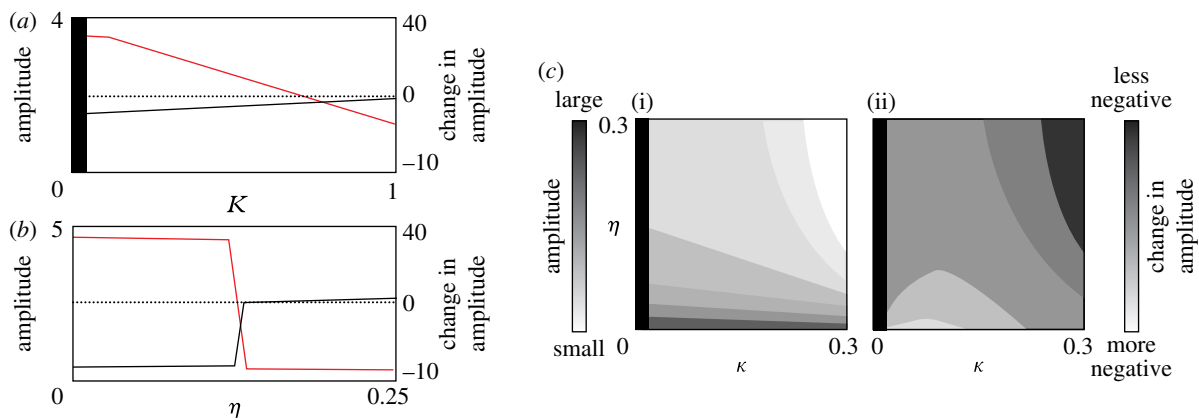 (a)
4
40
amplitude
0
change in
amplitude
–10
0
1
K
(b)
5
40
amplitude
0
change in
amplitude
–10
0
0.25
η
(c)
large
(i)
(ii)
less
negative
0.3
amplitude
η
change in
amplitude
small
0
0.3
0
0.3
more
negative
κ
κ